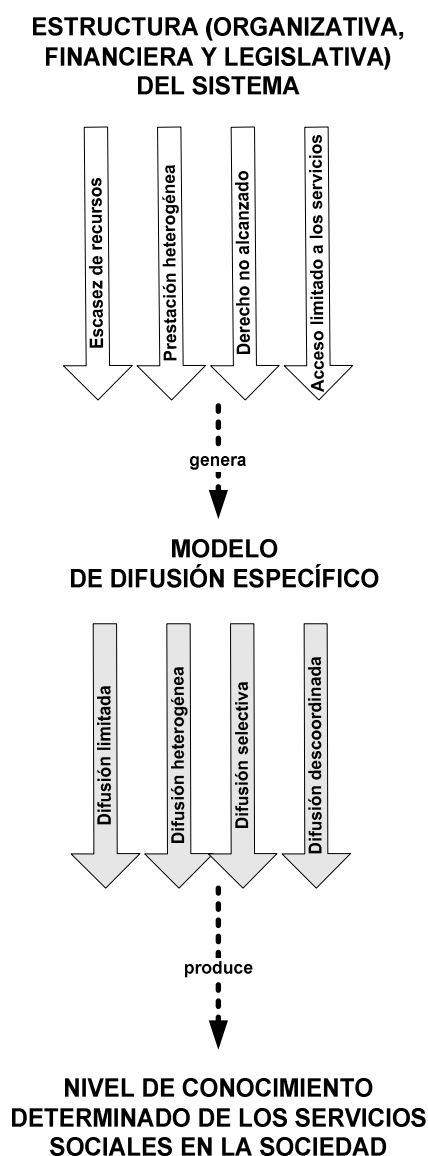 ESTRUCTURA (ORGANIZATIVA,
FINANCIERA Y LEGISLATIVA)
DEL SISTEMA
Escasez de recursos
Prestación heterogénea
Derecho no alcanzado
Acceso limitado a los servicios
genera
MODELO
DE DIFUSIÓN ESPECÍFICO
Difusión limitada
Difusión heterogénea
Difusión selectiva
Difusión descoordinada
produce
NIVEL DE CONOCIMIENTO
DETERMINADO DE LOS SERVICIOS
SOCIALES EN LA SOCIEDAD